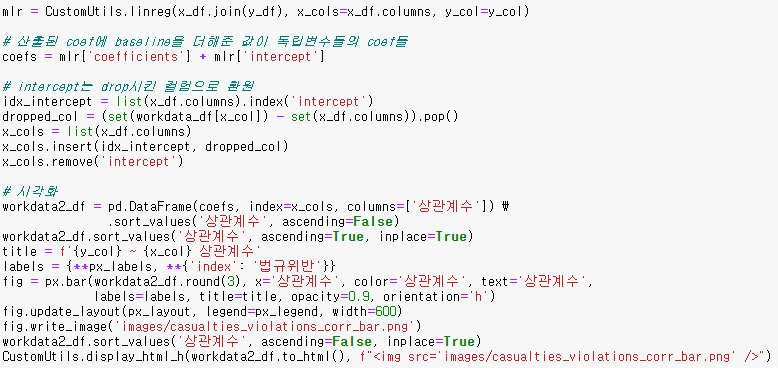 mlr = CustomUtils.linreg(x_df.join(y_df), x_cols=x_df.columns, y_col=y_col)
# 산출된 coef에 baseline을 더해준 값이 독립변수들의 coef들
coefs = mlr['coefficients'] + mlr['intercept']
# intercept는 drop시킨 컬럼으로 환원
idx_intercept = list(x_df.columns).index('intercept')
dropped_col = (set(workdata_df[x_col]) - set(x_df.columns)).pop()
x_cols = list(x_df.columns)
x_cols.insert(idx_intercept, dropped_col)
x_cols.remove('intercept')
# 시각화
workdata2_df = pd.DataFrame(coefs, index=x_cols, columns=['상관계수']) ₩
.sort_values('상관계수', ascending=False)
workdata2_df.sort_values('상관계수', ascending=True, inplace=True)
title = f'{y_col} ~ {x_col} 상관계수'
labels = {**px_labels, **{'index': '법규위반'}}
fig = px.bar(workdata2_df.round(3), x='상관계수', color='상관계수', text='상관계수',
labels=labels, title=title, opacity=0.9, orientation='h')
fig.update_layout(px_layout, legend=px_legend, width=600)
fig.write_image('images/casualties_violations_corr_bar.png')
workdata2_df.sort_values('상관계수', ascending=False, inplace=True)
CustomUtils.display_html_h(workdata2_df.to_html(), f"<img src='images/casualties_violations_corr_bar.png' />")